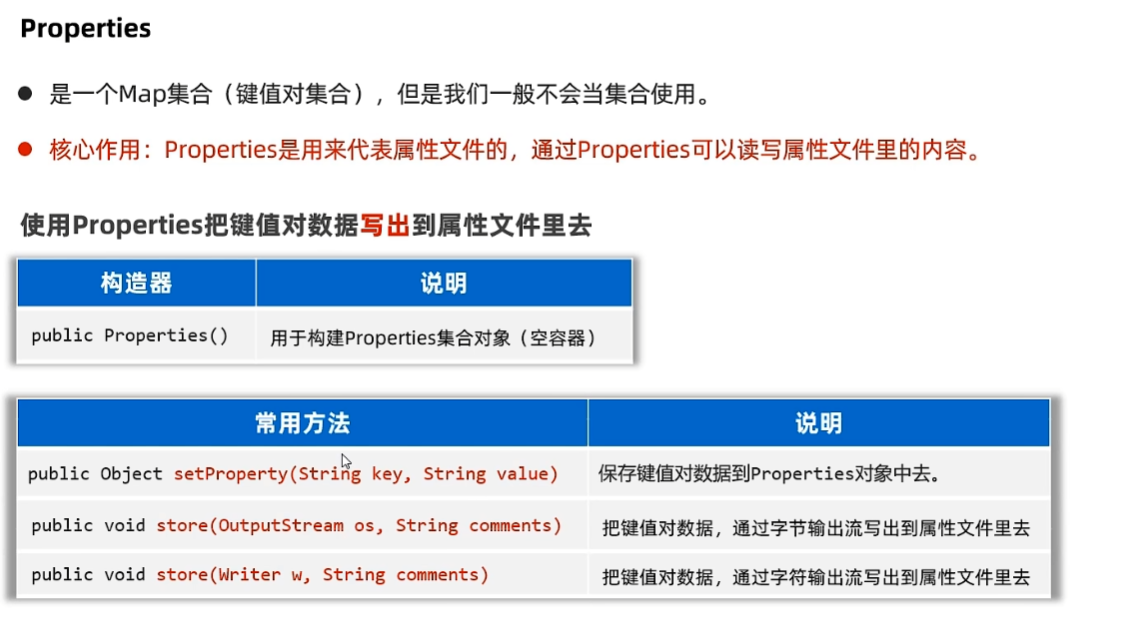 Properties
● 是一个Map集合（键值对集合），但是我们一般不会当集合使用。
● 核心作用：Properties是用来代表属性文件的，通过Properties可以读写属性文件里的内容。
使用Properties把键值对数据写出到属性文件里去
构造器 说明
public Properties() 用于构建Properties集合对象（空容器）
常用方法 说明
public Object setProperty(String key, String value) 保存键值对数据到Properties对象中去。
public void store(OutputStream os, String comments) 把键值对数据，通过字节输出流写出到属性文件里去
public void store(Writer w, String comments) 把键值对数据，通过字符输出流写出到属性文件里去